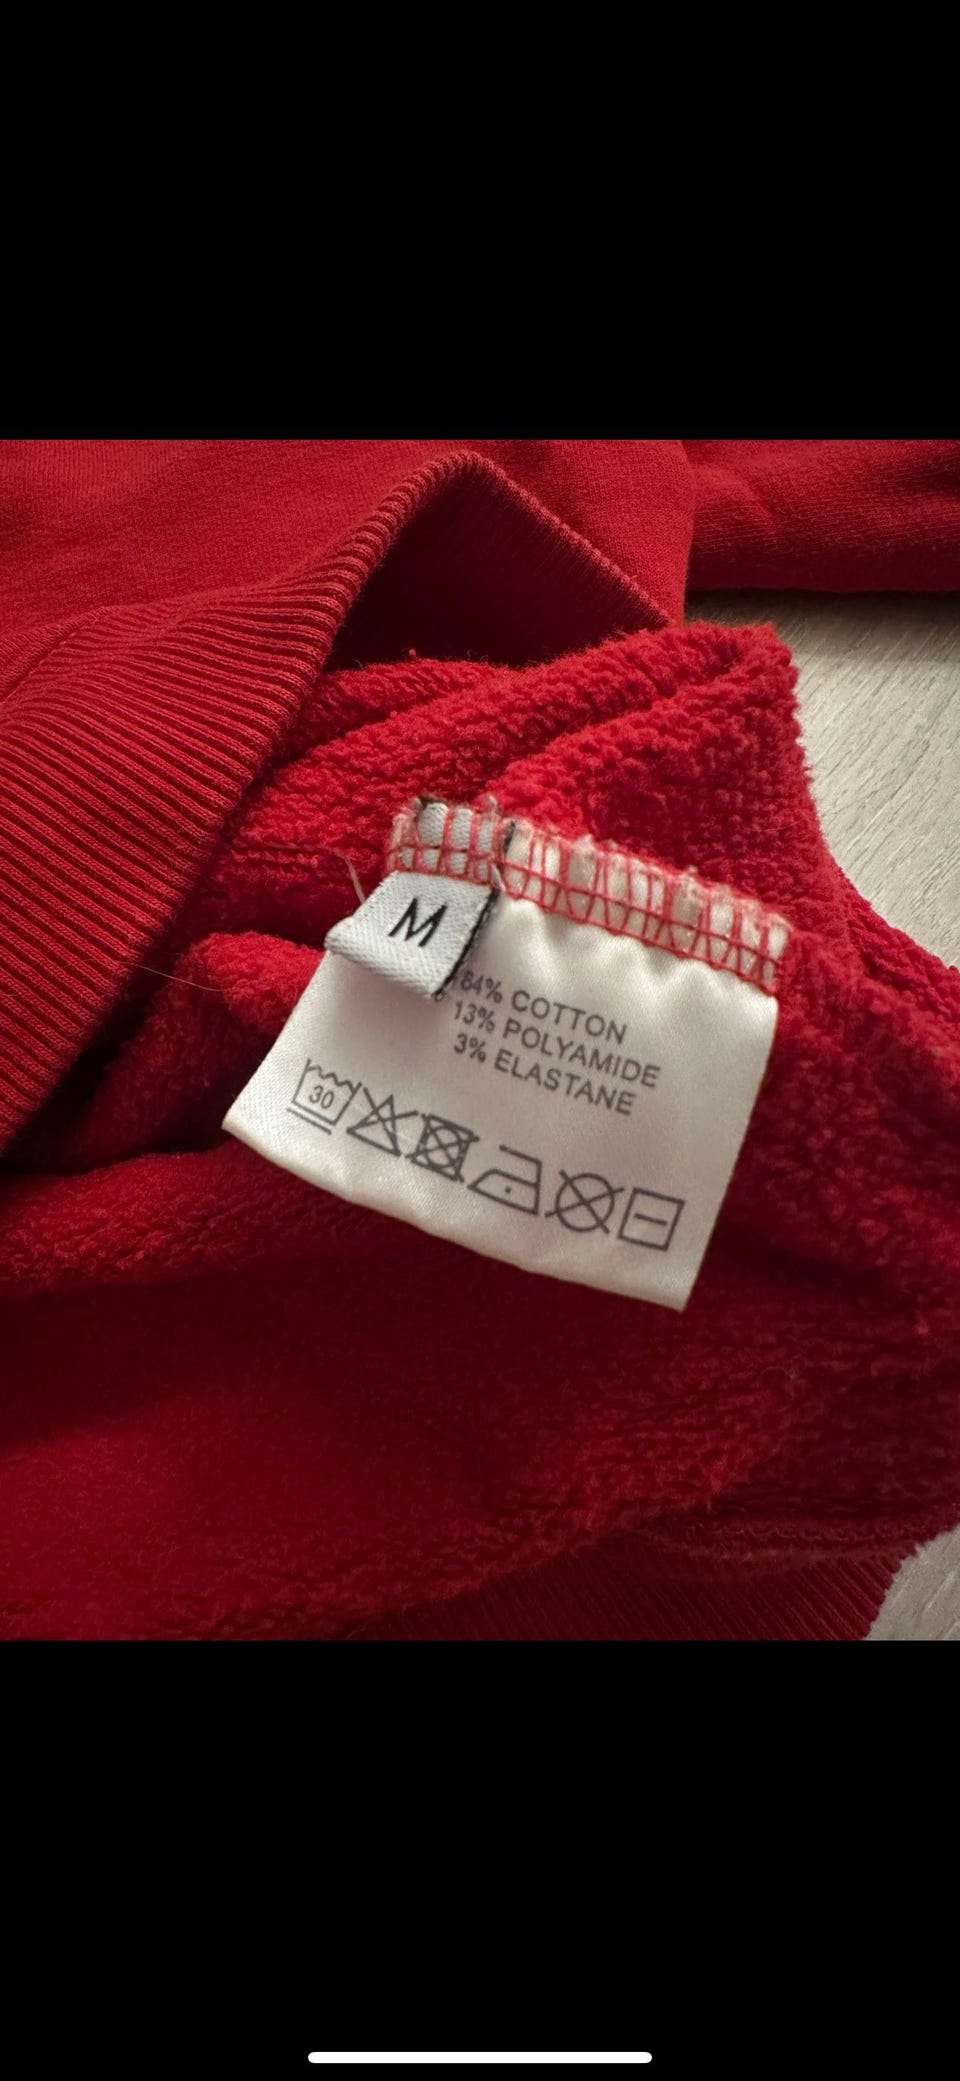 M
84% COTTON
13% POLYAMIDE
3% ELASTANE
30